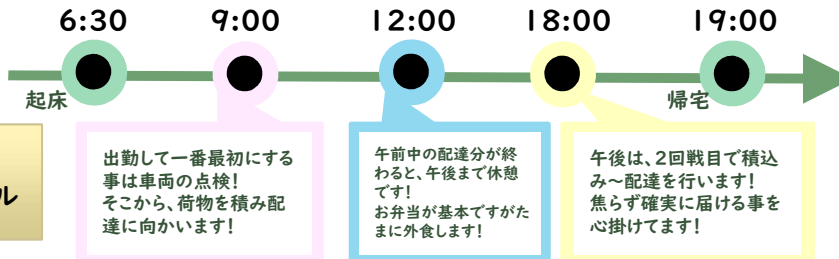 6:30
9:00
12:00
18:00
19:00
起床
帰宅
ル
出勤して一番最初にする
事は車両の点検!
そこから、荷物を積み配
達に向かいます!
午前中の配達分が終
わると、午後まで休憩
です!
お弁当が基本ですがた
まに外食します!
午後は、2回戦目で積込
み~配達を行います!
焦らず確実に届ける事を
心掛けてます!